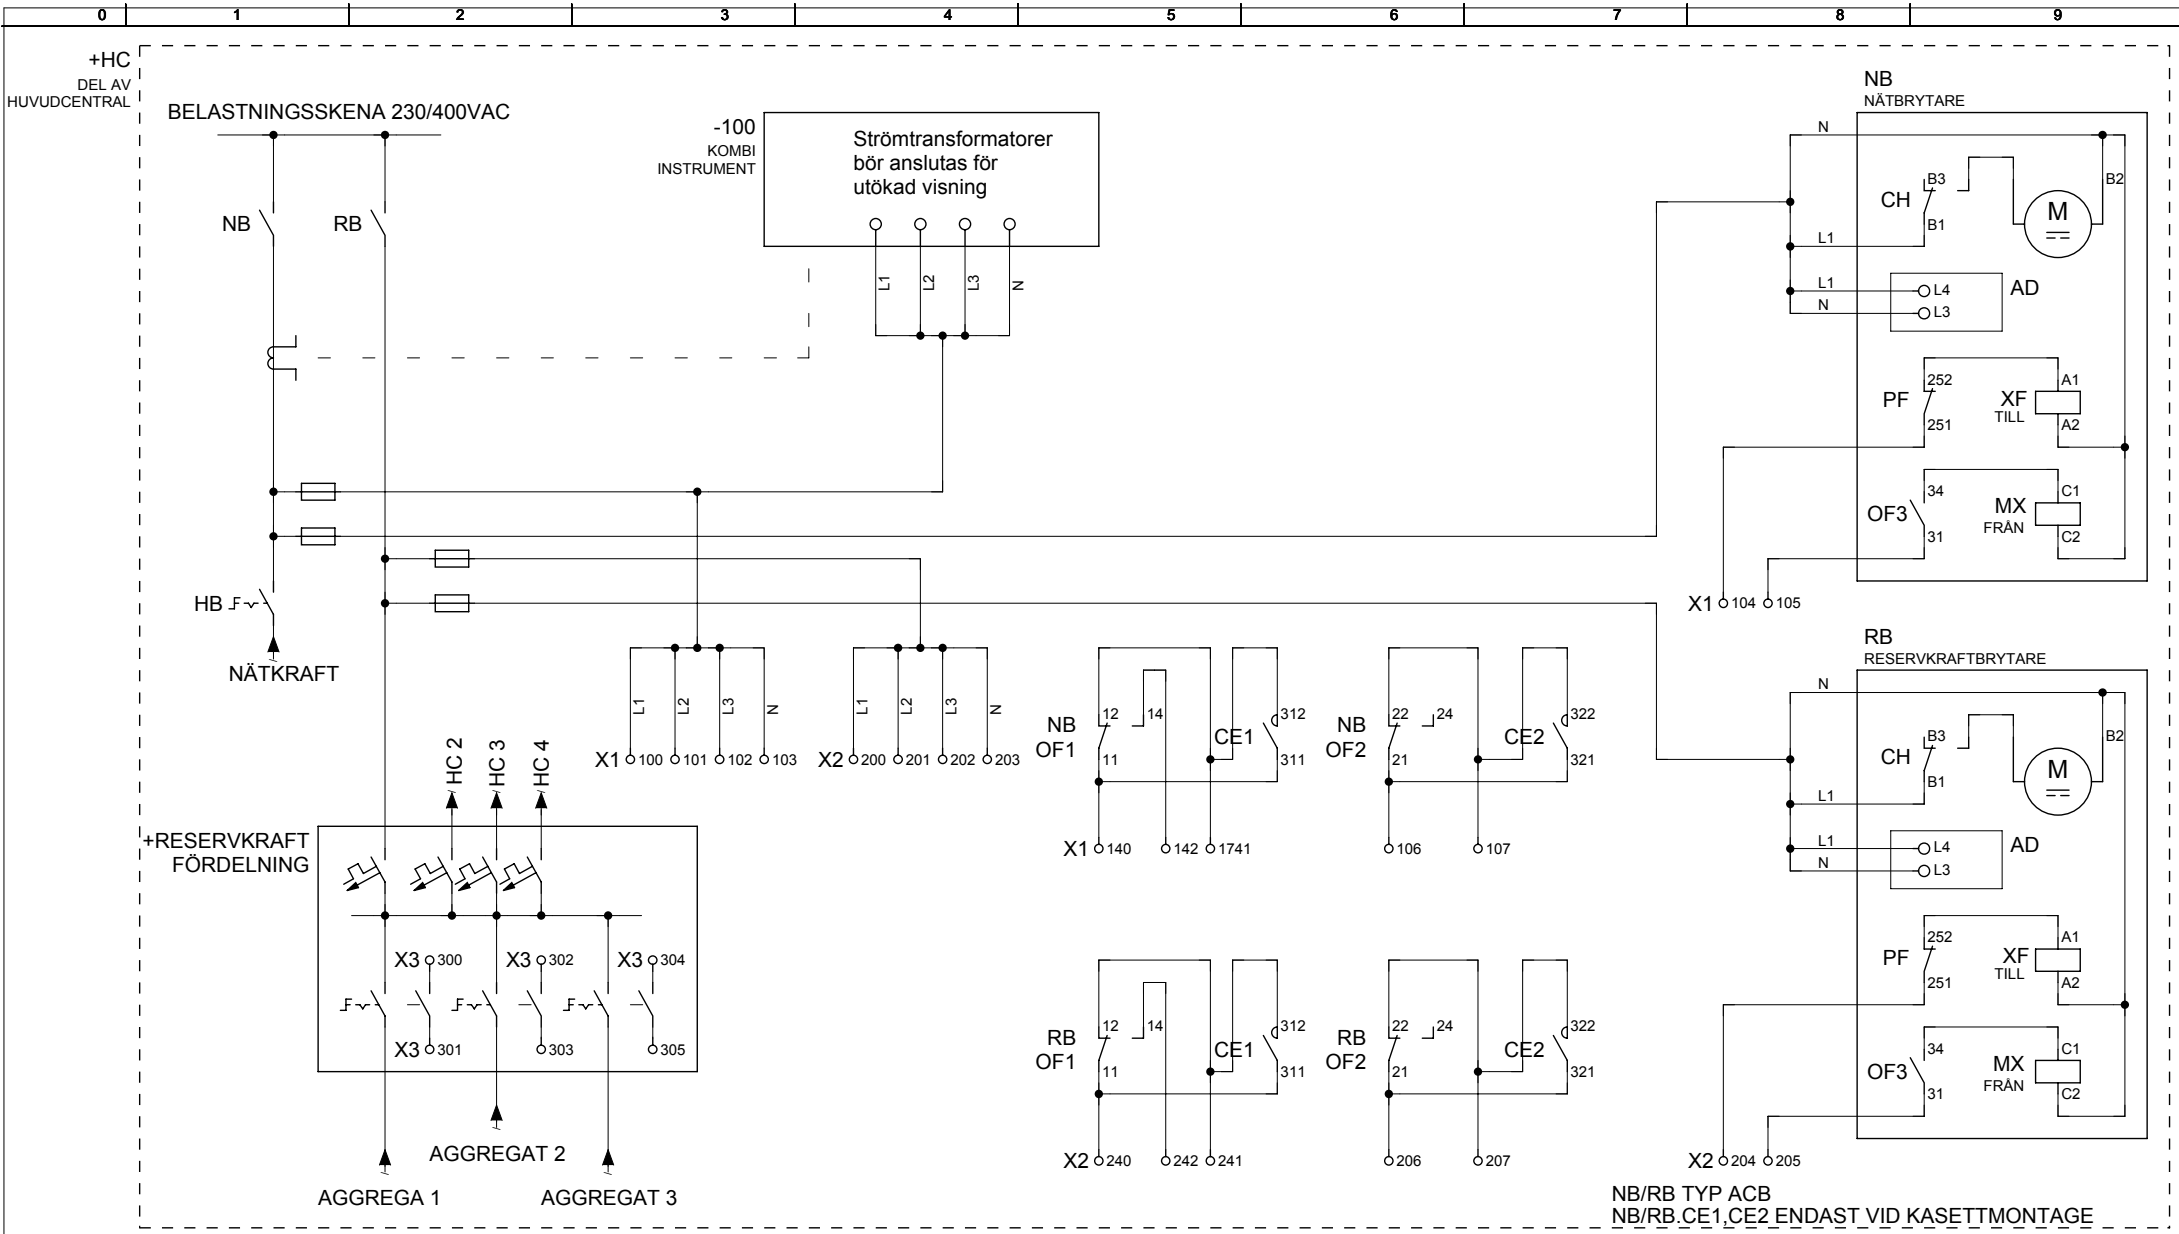 0 1 2 3 4 5 6 7 8 9
+HC
DEL AV
HUVUDCENTRAL
BELASTNINGSSKENA 230/400VAC
NB
RB
HB
NÄTKRAFT
-100
KOMBI
INSTRUMENT
Strömtransformatorer
bör anslutas för
utökad visning
L1 L2 L3 N
L1 L2 L3 N
X1 100 101 102 103
L1 L2 L3 N
X2 200 201 202 203
HC 2
HC 3
HC 4
+RESERVKRAFT
FÖRDELNING
X3 300 X3 302 X3 304
X3 301 303 305
AGGREGAT 2
AGGREGA 1
AGGREGAT 3
12 14 312
NB
OF1
CE1
11 311
X1 140 142 1741
22 24 322
NB
OF2
CE2
21 321
106 107
12 14 312
RB
OF1
CE1
11 311
X2 240 242 241
22 24 322
RB
OF2
CE2
21 321
206 207
NB
NÄTBRYTARE
N
B3
B2
CH
M
B1
L1
L1 L4
AD
N L3
252 A1
PF
XF
TILL
251 A2
34 C1
OF3
MX
FRÅN
31 C2
X1 104 105
RB
RESERVKRAFTBRYTARE
N
B3
B2
CH
M
B1
L1
L1 L4
AD
N L3
252 A1
PF
XF
TILL
251 A2
34 C1
OF3
MX
FRÅN
31 C2
X2 204 205
NB/RB TYP ACB
NB/RB.CE1,CE2 ENDAST VID KASETTMONTAGE